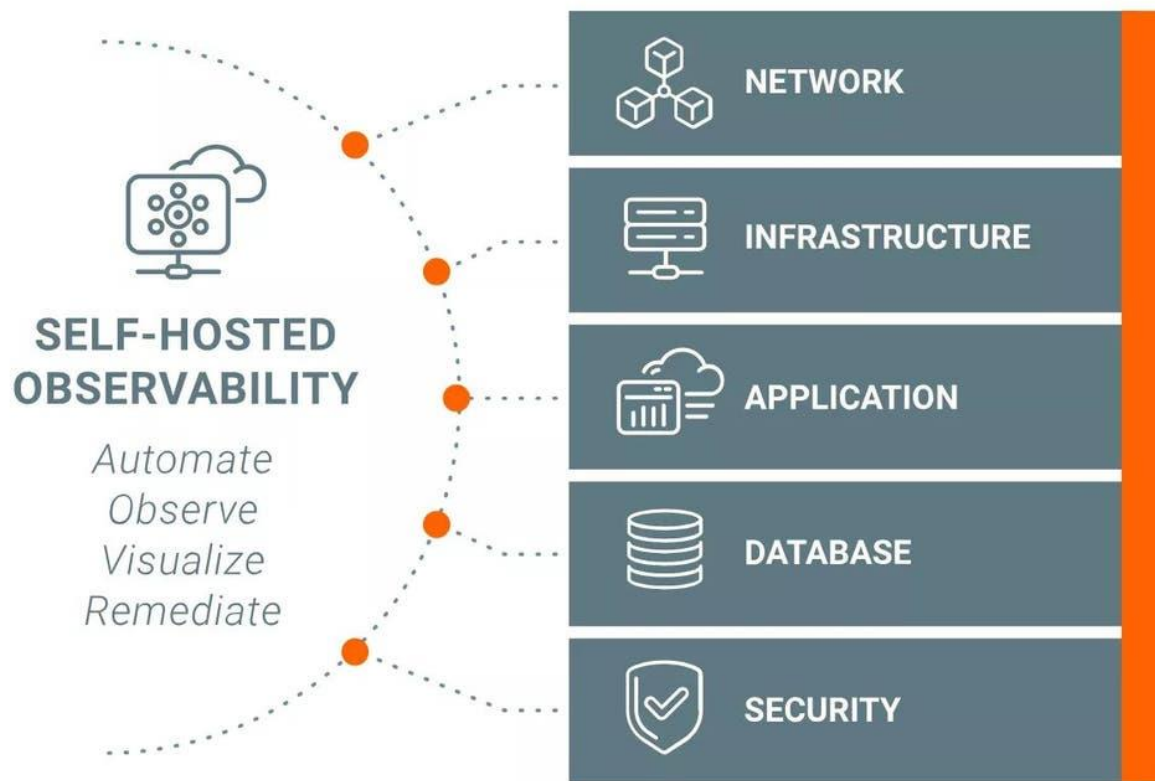 SELF-HOSTED
OBSERVABILITY
Automate
Observe
Visualize
Remediate
NETWORK
INFRASTRUCTURE
APPLICATION
DATABASE
SECURITY